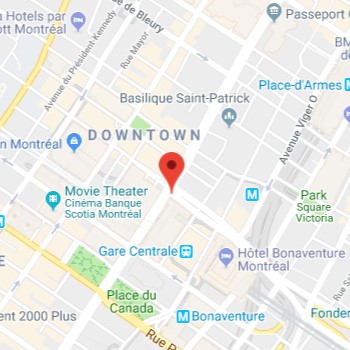 de Bleury
a Hotels par
ott Montréal
Passeport C
Rue Mayor
Avenue du Président-Kennedy
BM
de
Place-d'Armes M
Basilique Saint-Patrick
Avenue Viger O
DOWNTOWN
on Montréal
Movie Theater
Cinéma Banque
Scotia Montréal
M
Park
Square
Victoria
Gare Centrale
Hôtel Bonaventure
Montréal
E
Place du
Canada
ent 2000 Plus
M Bonaventure
Fonder
Rue P